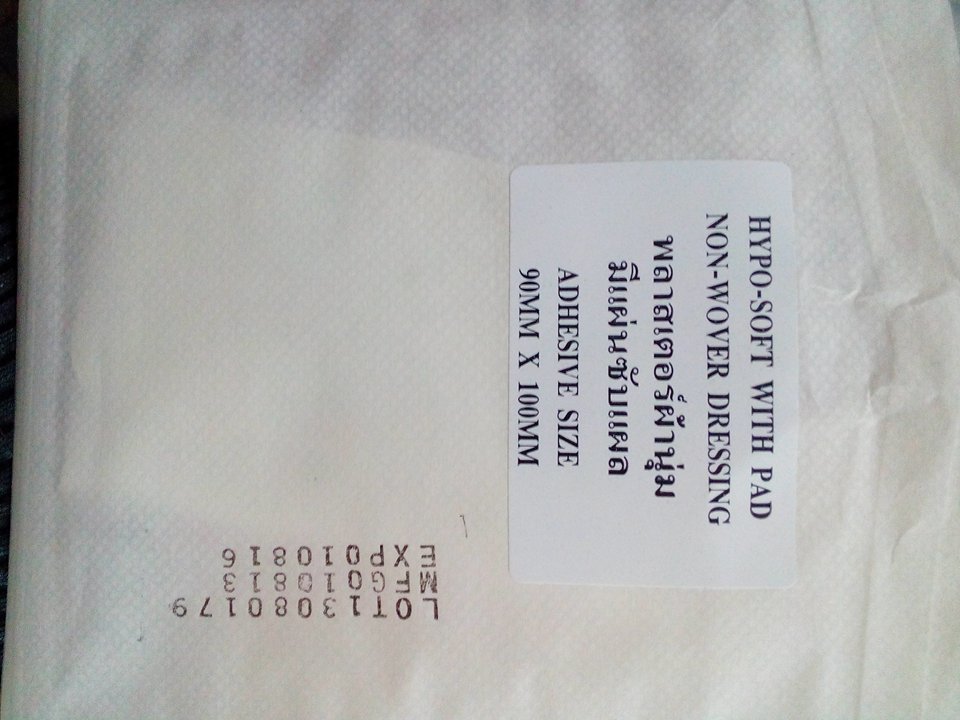 HYPO-SOFT WITH PAD
NON-WOVER DRESSING
พลาสเตอร์ผ้านุ่ม
มีแผ่นซับแผล
ADHESIVE SIZE
90MM X 100MM
LOT13080179
MFG010813
EXP010816